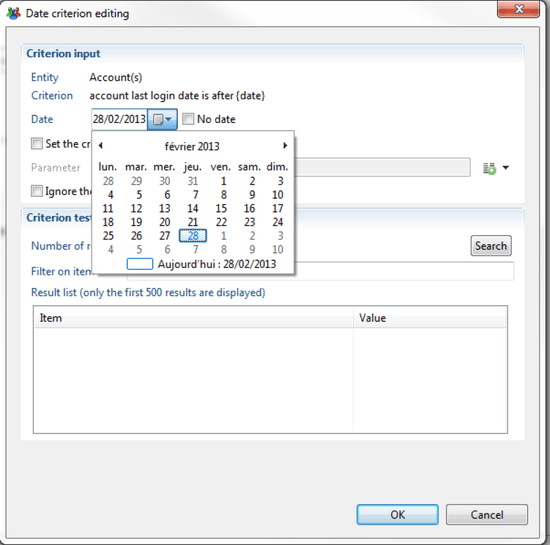 Date criterion editing
Criterion input
Entity Account(s)
Criterion account last login date is after {date}
Date 28/02/2013 No date
Set the cr
février 2013
Parameter
lun. mar. mer. jeu. ven. sam. dim.
28 29 30 31 1 2 3
4 5 6 7 8 9 10
Ignore the
11 12 13 14 15 16 17
Criterion test
18 19 20 21 22 23 24
25 26 27 28 1 2 3
Number of r
Search
4 5 6 7 8 9 10
Aujourd'hui : 28/02/2013
Filter on item
Result list (only the first 500 results are displayed)
Item Value
OK Cancel